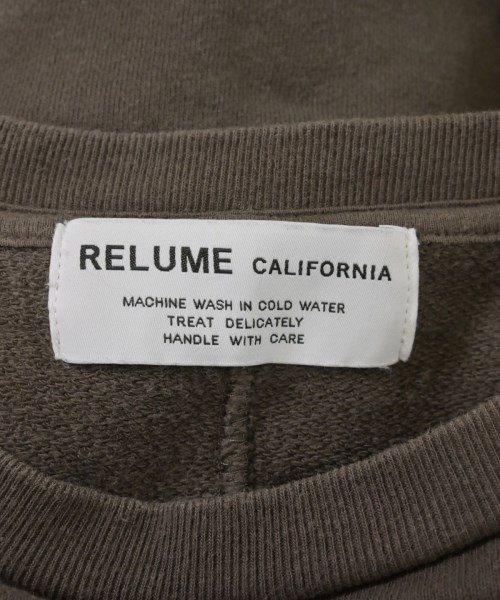 RELUME CALIFORNIA
MACHINE WASH IN COLD WATER
TREAT DELICATELY
HANDLE WITH CARE